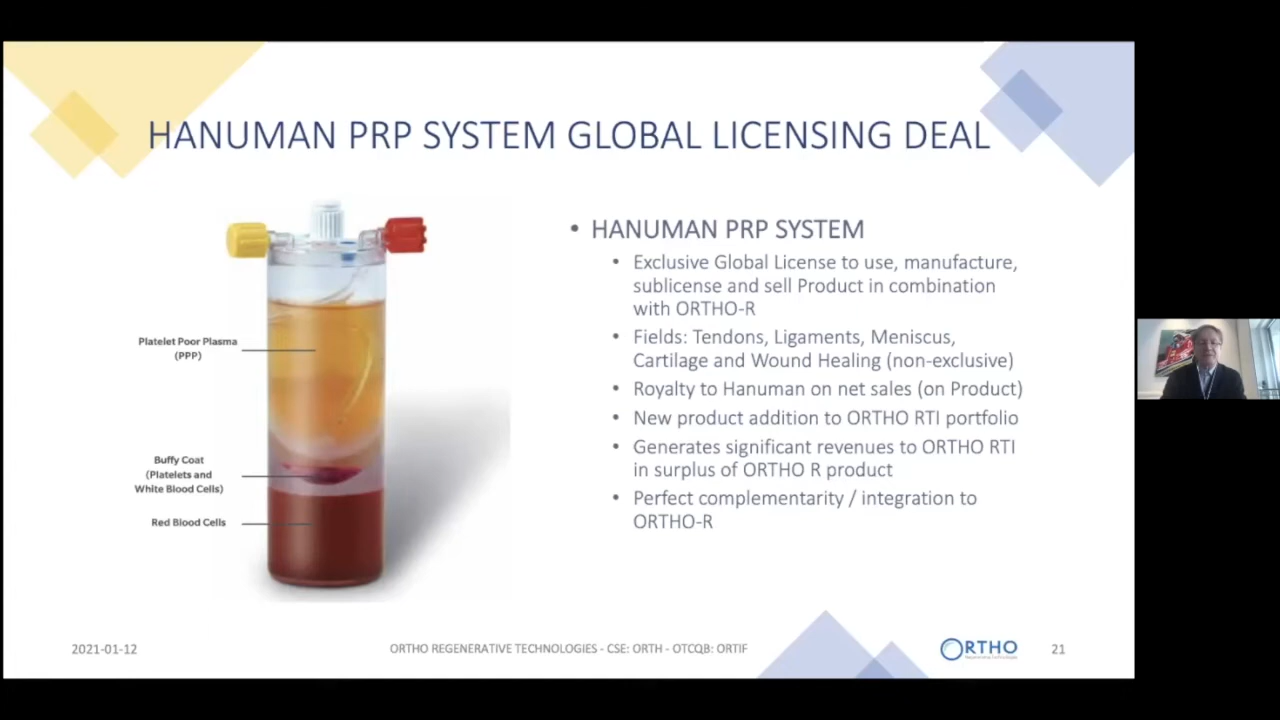 HANUMAN PRP SYSTEM GLOBAL LICENSING DEAL
Platelet Poor Plasma
(PPP)
Buffy Coat
(Platelets and
White Blood Cells)
Red Blood Cells
• HANUMAN PRP SYSTEM
• Exclusive Global License to use, manufacture,
sublicense and sell Product in combination
with ORTHO-R
• Fields: Tendons, Ligaments, Meniscus,
Cartilage and Wound Healing (non-exclusive)
• Royalty to Hanuman on net sales (on Product)
• New product addition to ORTHO RTI portfolio
• Generates significant revenues to ORTHO RTI
in surplus of ORTHO R product
• Perfect complementarity / integration to
ORTHO-R
2021-01-12
ORTHO REGENERATIVE TECHNOLOGIES - CSE: ORTH - OTCQB: ORTIF
ORTHO
21